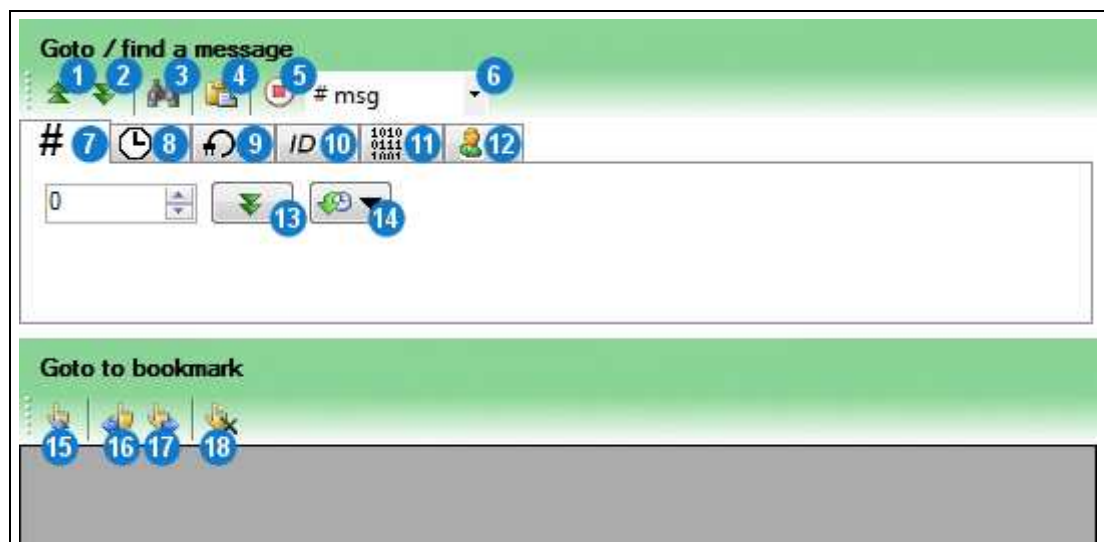 Goto / find a message
1 2 3 4 5 # msg 6
# 7 8 9 ID 10 1010 0111 1001 11 12
0 13 14
Goto to bookmark
15 16 17 18